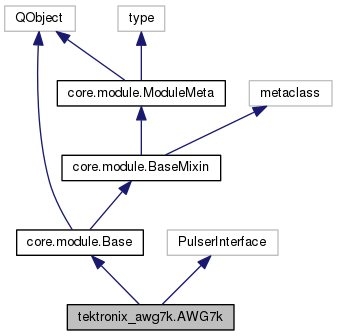 QObject
type
core.module.ModuleMeta
metaclass
core.module.BaseMixin
core.module.Base
PulserInterface
tektronix_awg7k.AWG7k